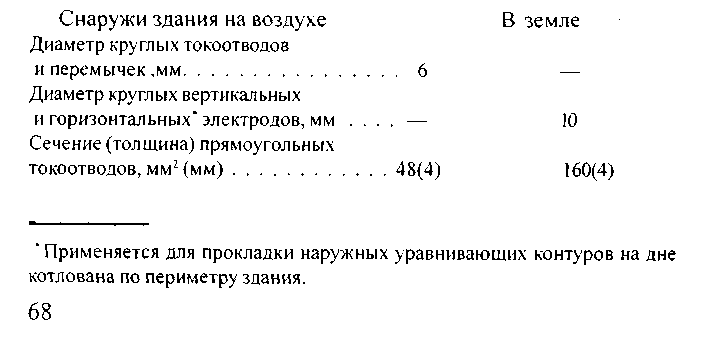 Снаружи здания на воздухе В земле
Диаметр круглых токоотводов
и перемычек ,мм. . . . . . . . . . . . . . . . 6 —
Диаметр круглых вертикальных
и горизонтальных* электродов, мм . . . . — 10
Сечение (толщина) прямоугольных
токоотводов, мм² (мм) . . . . . . . . . . . . 48(4) 160(4)
*Применяется для прокладки наружных уравнивающих контуров на дне
котлована по периметру здания.
68